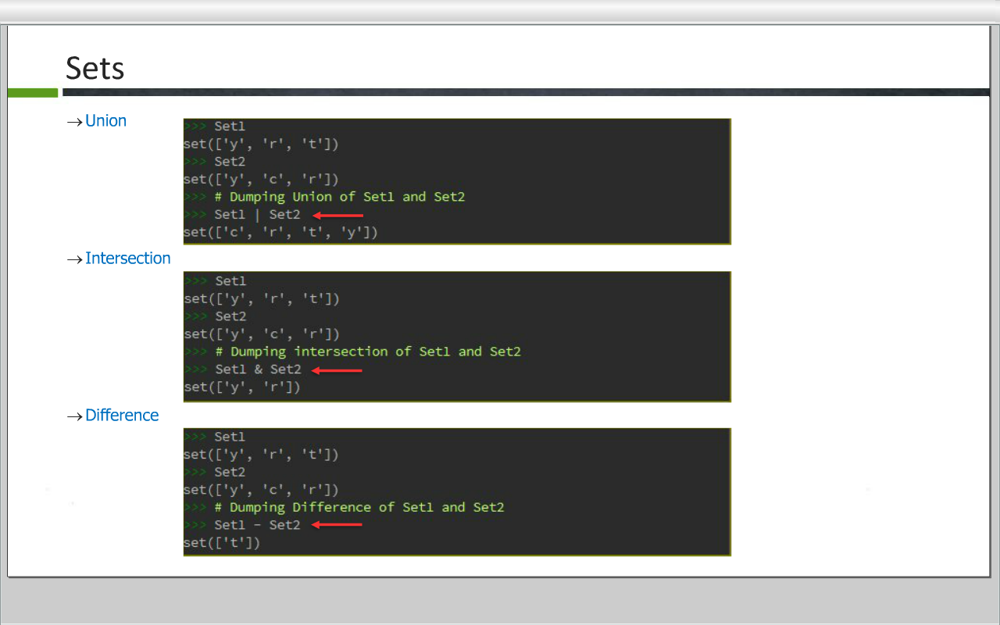 Sets
→Union
>>> Set1
set(['y', 'r', 't'])
>>> Set2
set(['y', 'c', 'r'])
>>> # Dumping Union of Set1 and Set2
>>> Set1 | Set2
set(['c', 'r', 't', 'y'])
→Intersection
>>> Set1
set(['y', 'r', 't'])
>>> Set2
set(['y', 'c', 'r'])
>>> # Dumping intersection of Set1 and Set2
>>> Set1 & Set2
set(['y', 'r'])
→Difference
>>> Set1
set(['y', 'r', 't'])
>>> Set2
set(['y', 'c', 'r'])
>>> # Dumping Difference of Set1 and Set2
>>> Set1 - Set2
set(['t'])